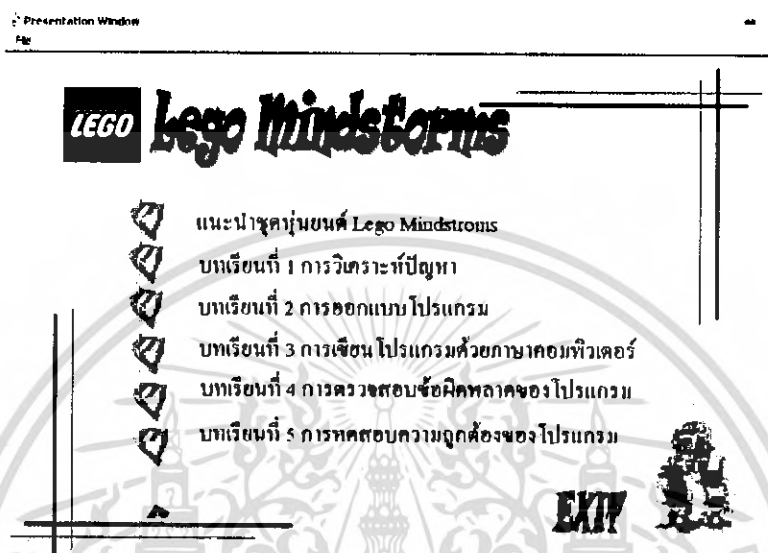 Presentation Window
File
LEGO Lego Mindstorms
แนะนำชุดหุ่นยนต์ Lego Mindstroms
บทเรียนที่ 1 การวิเคราะห์ปัญหา
บทเรียนที่ 2 การออกแบบโปรแกรม
บทเรียนที่ 3 การเขียนโปรแกรมด้วยภาษาคอมพิวเตอร์
บทเรียนที่ 4 การตรวจสอบข้อผิดพลาดของโปรแกรม
บทเรียนที่ 5 การทดสอบความถูกต้องของโปรแกรม
EXIT